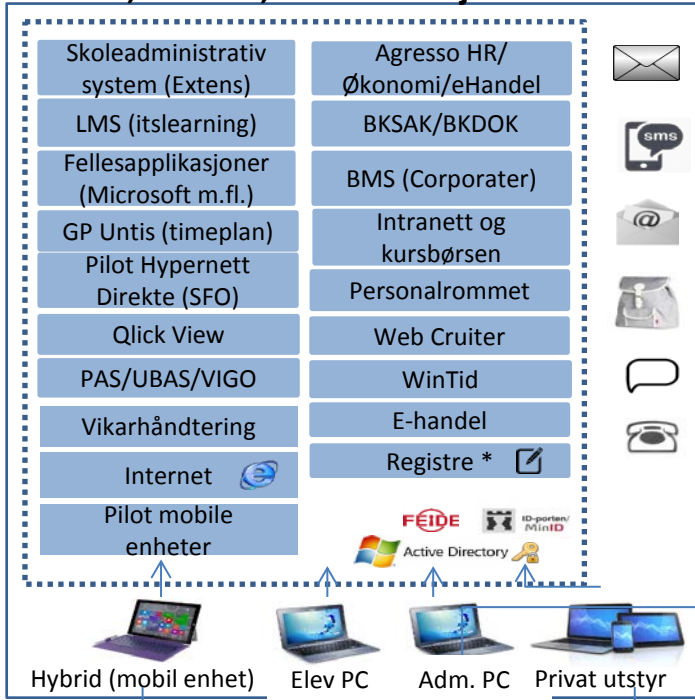 Skoleadministrativ
system (Extens)
LMS (itslearning)
Fellesapplikasjoner
(Microsoft m.fl.)
GP Untis (timeplan)
Pilot Hypernett
Direkte (SFO)
Qlick View
PAS/UBAS/VIGO
Vikarhåndtering
Internet
Pilot mobile
enheter
Agresso HR/
Økonomi/eHandel
BKSAK/BKDOK
BMS (Corporater)
Intranett og
kursbørsen
Personalrommet
Web Cruiter
WinTid
E-handel
Registre *
FEIDE
ID-porten/
MinID
Active Directory
sms
@
Hybrid (mobil enhet)
Elev PC
Adm. PC
Privat utstyr